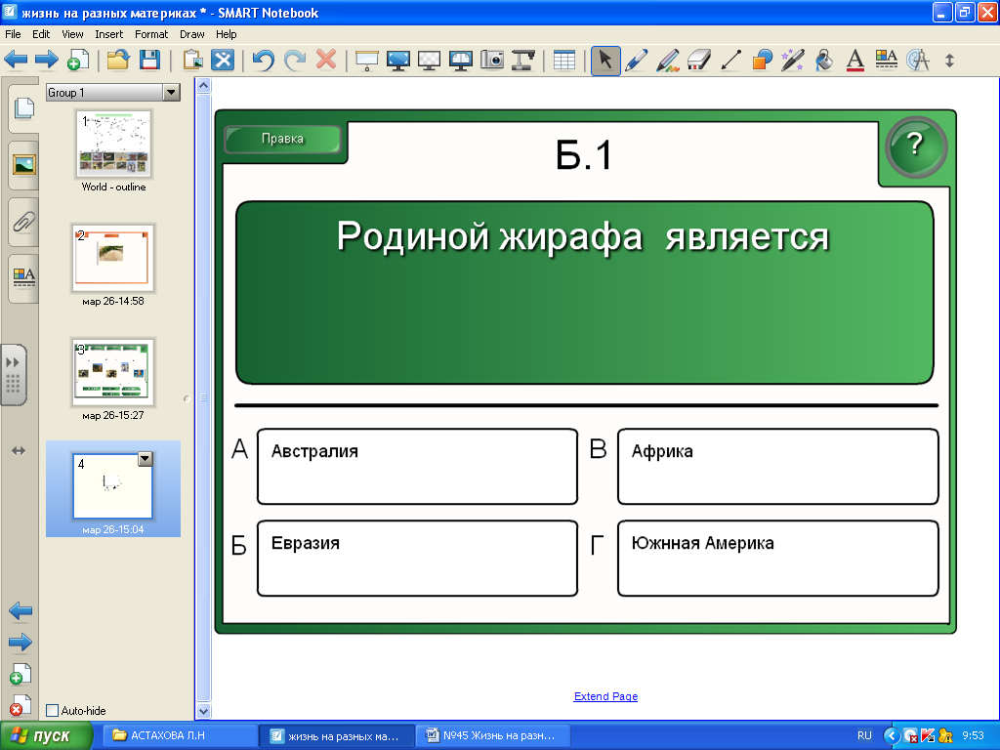 жизнь на разных материках * - SMART Notebook
File Edit View Insert Format Draw Help
Group 1
1
World - outline
2
мар 26-14:58
3
мар 26-15:27
4
мар 26-15:04
Auto-hide
Правка
Б.1
?
Родиной жирафа является
А Австралия
В Африка
Б Евразия
Г Южнная Америка
Extend Page
пуск
АСТАХОВА Л.Н
жизнь на разных ма...
№45 Жизнь на разн...
RU
9:53